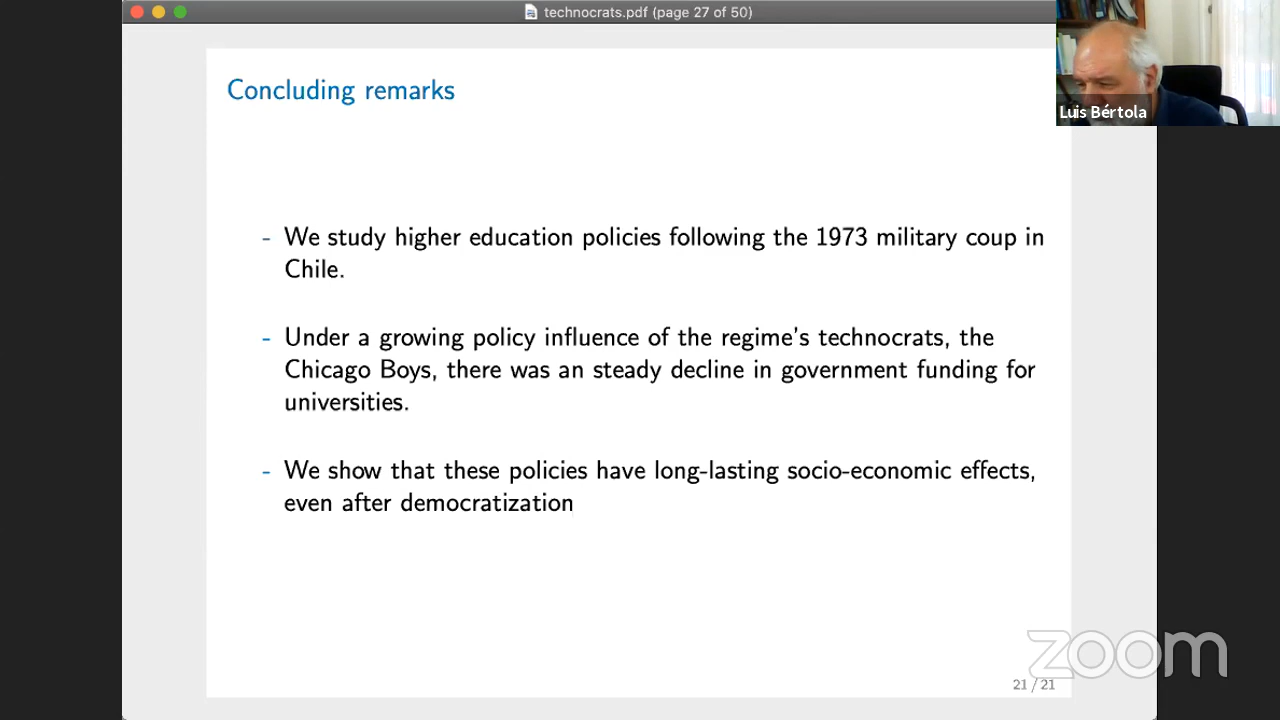 technocrats.pdf (page 27 of 50)
Luis Bértola
Concluding remarks
- We study higher education policies following the 1973 military coup in
Chile.
- Under a growing policy influence of the regime's technocrats, the
Chicago Boys, there was an steady decline in government funding for
universities.
- We show that these policies have long-lasting socio-economic effects,
even after democratization
zoom
21 / 21